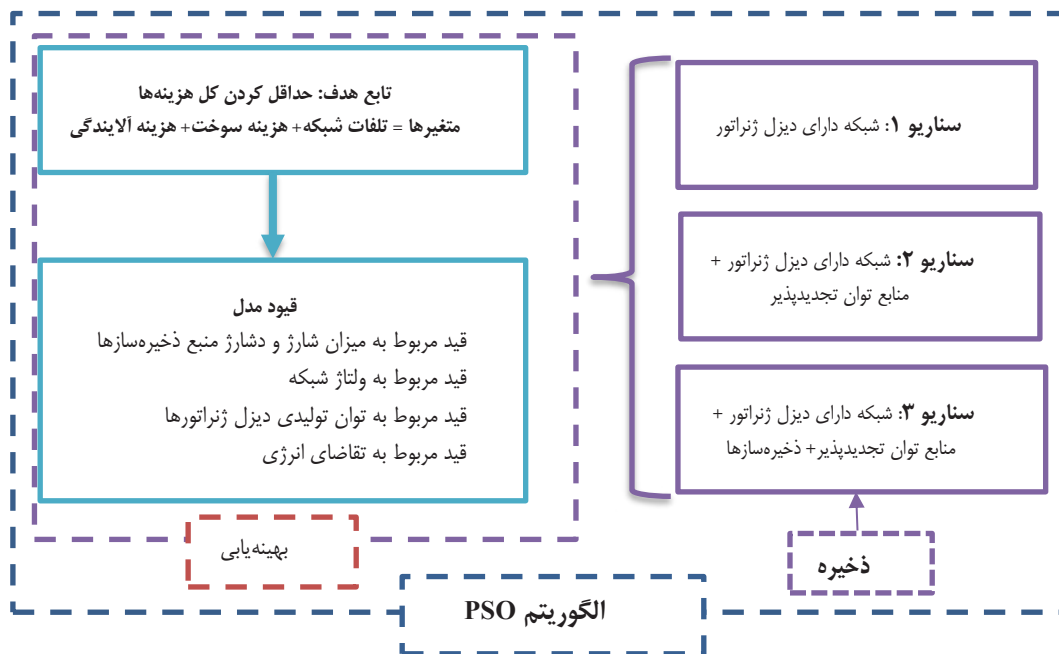 تابع هدف: حداقل کردن کل هزینه‌ها
متغیرها = تلفات شبکه+ هزینه سوخت+ هزینه آلایندگی
قیود مدل
قید مربوط به میزان شارژ و دشارژ منبع ذخیره‌سازها
قید مربوط به ولتاژ شبکه
قید مربوط به توان تولیدی دیزل ژنراتورها
قید مربوط به تقاضای انرژی
بهینه‌یابی
سناریو ۱: شبکه دارای دیزل ژنراتور
سناریو ۲: شبکه دارای دیزل ژنراتور +
منابع توان تجدیدپذیر
سناریو ۳: شبکه دارای دیزل ژنراتور +
منابع توان تجدیدپذیر+ ذخیره‌سازها
ذخیره
الگوریتم PSO